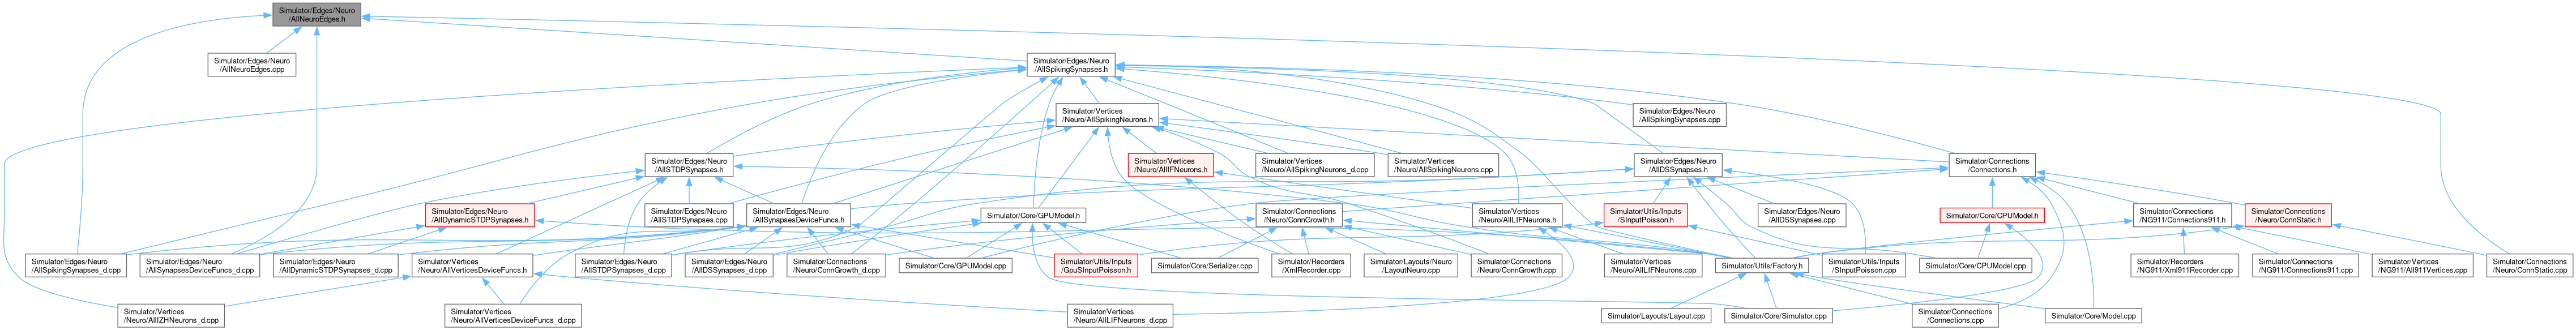 Simulator/Edges/Neuro
/AllNeuroEdges.h
Simulator/Edges/Neuro
/AllNeuroEdges.cpp
Simulator/Edges/Neuro
/AllSpikingSynapses.h
Simulator/Vertices
/Neuro/AllSpikingNeurons.h
Simulator/Edges/Neuro
/AllSpikingSynapses.cpp
Simulator/Edges/Neuro
/AllSTDPSynapses.h
Simulator/Vertices
/Neuro/AllIFNeurons.h
Simulator/Vertices
/Neuro/AllSpikingNeurons_d.cpp
Simulator/Vertices
/Neuro/AllSpikingNeurons.cpp
Simulator/Edges/Neuro
/AllDSSynapses.h
Simulator/Connections
/Connections.h
Simulator/Edges/Neuro
/AllDynamicSTDPSynapses.h
Simulator/Edges/Neuro
/AllSTDPSynapses.cpp
Simulator/Edges/Neuro
/AllSynapsesDeviceFuncs.h
Simulator/Core/GPUModel.h
Simulator/Connections
/Neuro/ConnGrowth.h
Simulator/Vertices
/Neuro/AllLIFNeurons.h
Simulator/Utils/Inputs
/SInputPoisson.h
Simulator/Edges/Neuro
/AllDSSynapses.cpp
Simulator/Core/CPUModel.h
Simulator/Connections
/NG911/Connections911.h
Simulator/Connections
/Neuro/ConnStatic.h
Simulator/Edges/Neuro
/AllSpikingSynapses_d.cpp
Simulator/Edges/Neuro
/AllSynapsesDeviceFuncs_d.cpp
Simulator/Edges/Neuro
/AllDynamicSTDPSynapses_d.cpp
Simulator/Vertices
/Neuro/AllVerticesDeviceFuncs.h
Simulator/Edges/Neuro
/AllSTDPSynapses_d.cpp
Simulator/Edges/Neuro
/AllDSSynapses_d.cpp
Simulator/Connections
/Neuro/ConnGrowth_d.cpp
Simulator/Core/GPUModel.cpp
Simulator/Utils/Inputs
/GpuSInputPoisson.h
Simulator/Core/Serializer.cpp
Simulator/Recorders
/XmlRecorder.cpp
Simulator/Layouts/Neuro
/LayoutNeuro.cpp
Simulator/Connections
/Neuro/ConnGrowth.cpp
Simulator/Vertices
/Neuro/AllLIFNeurons.cpp
Simulator/Utils/Factory.h
Simulator/Utils/Inputs
/SInputPoisson.cpp
Simulator/Core/CPUModel.cpp
Simulator/Recorders
/NG911/Xml911Recorder.cpp
Simulator/Connections
/NG911/Connections911.cpp
Simulator/Vertices
/NG911/All911Vertices.cpp
Simulator/Connections
/Neuro/ConnStatic.cpp
Simulator/Vertices
/Neuro/AllIZHNeurons_d.cpp
Simulator/Vertices
/Neuro/AllVerticesDeviceFuncs_d.cpp
Simulator/Vertices
/Neuro/AllLIFNeurons_d.cpp
Simulator/Layouts/Layout.cpp
Simulator/Core/Simulator.cpp
Simulator/Connections
/Connections.cpp
Simulator/Core/Model.cpp